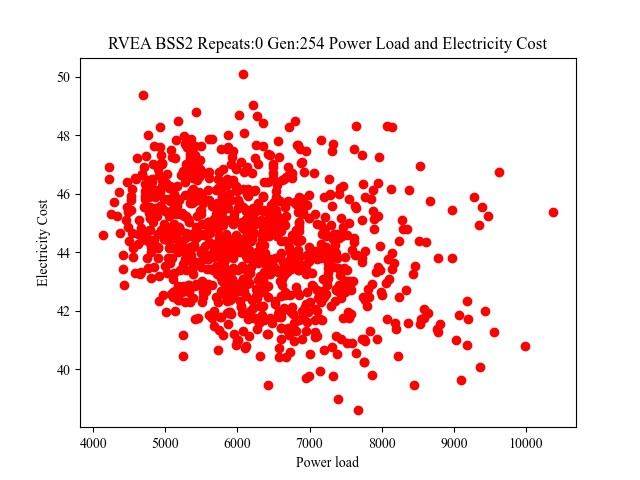 RVEA BSS2 Repeats:0 Gen:254 Power Load and Electricity Cost
50
48
46
44
42
40
Electricity Cost
4000 5000 6000 7000 8000 9000 10000
Power load